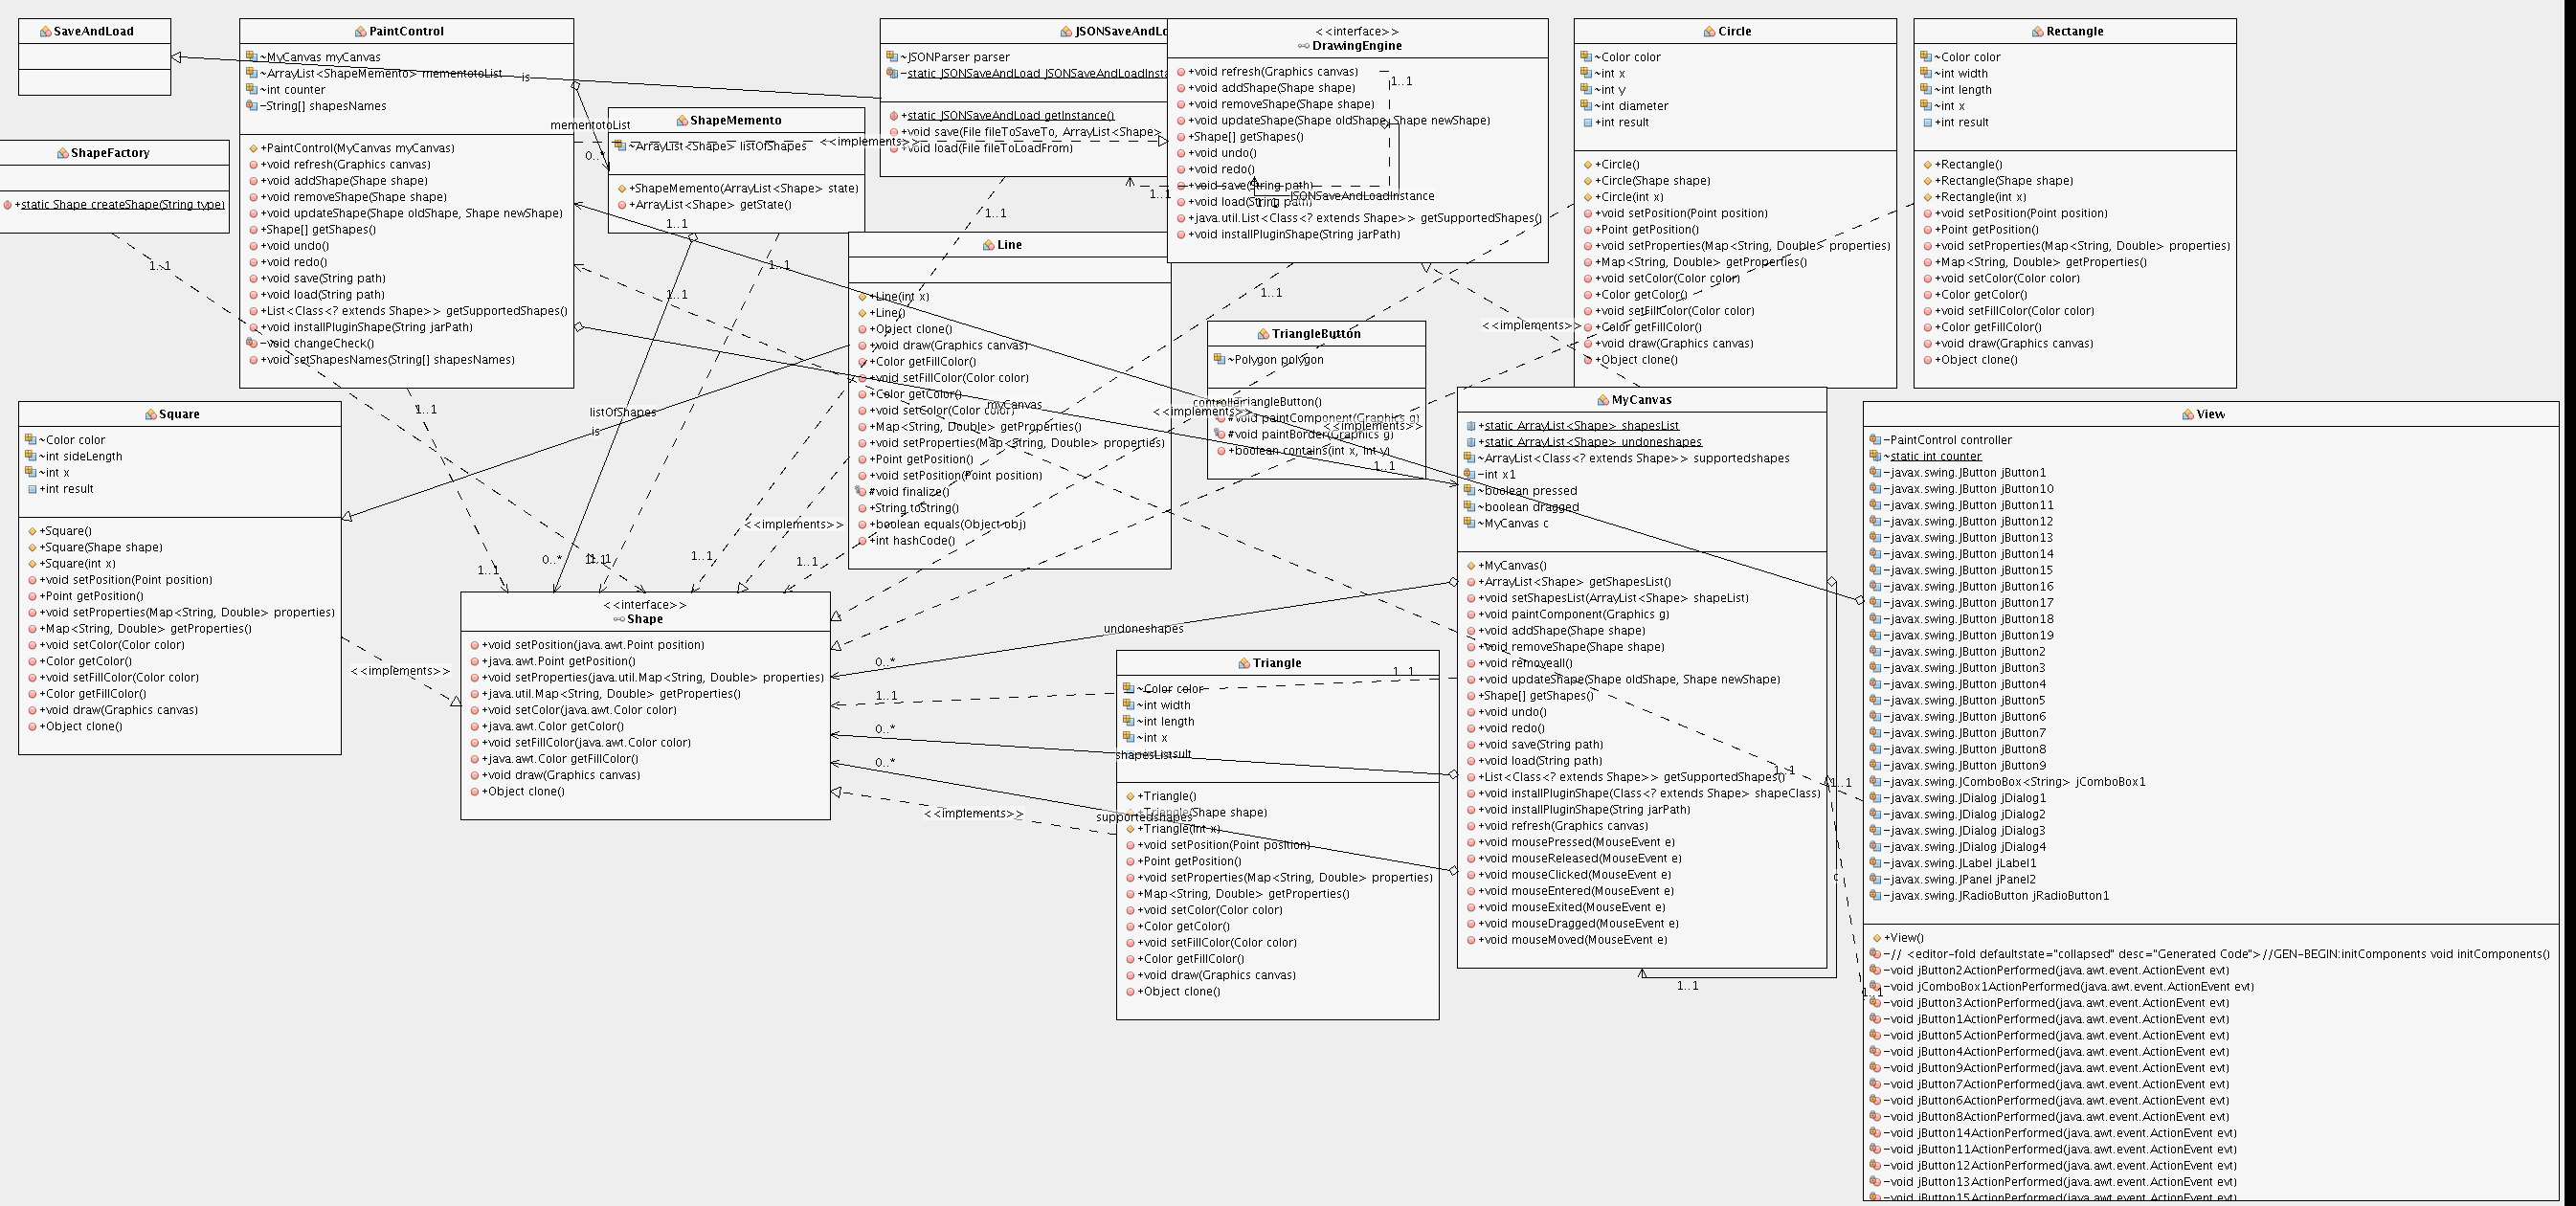 SaveAndLoad
ShapeFactory
+static Shape createShape(String type)
PaintControl
~MyCanvas myCanvas
~ArrayList<ShapeMemento> mementotoList
~int counter
-String[] shapesNames
+PaintControl(MyCanvas myCanvas)
+void refresh(Graphics canvas)
+void addShape(Shape shape)
+void removeShape(Shape shape)
+void updateShape(Shape oldShape, Shape newShape)
+Shape[] getShapes()
+void undo()
+void redo()
+void save(String path)
+void load(String path)
+List<Class<? extends Shape>> getSupportedShapes()
+void installPluginShape(String jarPath)
-void changeCheck()
+void setShapesNames(String[] shapesNames)
is
mementotoList
0..*
ShapeMemento
~ArrayList<Shape> listOfShapes
+ShapeMemento(ArrayList<Shape> state)
+ArrayList<Shape> getState()
<<implements>>
JSONSaveAndLo
~JSONParser parser
-static JSONSaveAndLoad JSONSaveAndLoadInsta
+static JSONSaveAndLoad getInstance()
+void save(File fileToSaveTo, ArrayList<Shape>
+void load(File fileToLoadFrom)
<<interface>>
DrawingEngine
+void refresh(Graphics canvas)
+void addShape(Shape shape)
+void removeShape(Shape shape)
+void updateShape(Shape oldShape, Shape newShape)
+Shape[] getShapes()
+void undo()
+void redo()
+void save(String path)
+void load(String path)
+java.util.List<Class<? extends Shape>> getSupportedShapes()
+void installPluginShape(String jarPath)
1..1
1..1
JSONSaveAndLoadInstance
Circle
~Color color
~int x
~int y
~int diameter
+int result
+Circle()
+Circle(Shape shape)
+Circle(int x)
+void setPosition(Point position)
+Point getPosition()
+void setProperties(Map<String, Double> properties)
+Map<String, Double> getProperties()
+void setColor(Color color)
+Color getColor()
+void setFillColor(Color color)
+Color getFillColor()
+void draw(Graphics canvas)
+Object clone()
Rectangle
~Color color
~int width
~int length
~int x
+int result
+Rectangle()
+Rectangle(Shape shape)
+Rectangle(int x)
+void setPosition(Point position)
+Point getPosition()
+void setProperties(Map<String, Double> properties)
+Map<String, Double> getProperties()
+void setColor(Color color)
+Color getColor()
+void setFillColor(Color color)
+Color getFillColor()
+void draw(Graphics canvas)
+Object clone()
1..1
1..1
1..1
1..1
1..1
1..1
Line
+Line(int x)
+Line()
+Object clone()
+void draw(Graphics canvas)
+Color getFillColor()
+void setFillColor(Color color)
+Color getColor()
+void setColor(Color color)
+Map<String, Double> getProperties()
+void setProperties(Map<String, Double> properties)
+Point getPosition()
+void setPosition(Point position)
#void finalize()
+String toString()
+boolean equals(Object obj)
+int hashCode()
myCanvas
TriangleButton
~Polygon polygon
controller
riangleButton()
#void paintComponent(Graphics g)
#void paintBorder(Graphics g)
+boolean contains(int x, int y)
<<implements>>
<<implements>>
<<implements>>
1..1
1..1
listOfShapes
is
Square
~Color color
~int sideLength
~int x
+int result
+Square()
+Square(Shape shape)
+Square(int x)
+void setPosition(Point position)
+Point getPosition()
+void setProperties(Map<String, Double> properties)
+Map<String, Double> getProperties()
+void setColor(Color color)
+Color getColor()
+void setFillColor(Color color)
+Color getFillColor()
+void draw(Graphics canvas)
+Object clone()
<<implements>>
<<implements>>
1..1
0..*
1..1
1..1
1..1
<<interface>>
Shape
+void setPosition(java.awt.Point position)
+java.awt.Point getPosition()
+void setProperties(java.util.Map<String, Double> properties)
+java.util.Map<String, Double> getProperties()
+void setColor(java.awt.Color color)
+java.awt.Color getColor()
+void setFillColor(java.awt.Color color)
+java.awt.Color getFillColor()
+void draw(Graphics canvas)
+Object clone()
undoneshapes
0..*
1..1
0..*
0..*
<<implements>>
1..1
Triangle
~Color color
~int width
~int length
~int x
shapesList
+Triangle()
+Triangle(Shape shape)
supportedshapes
+Triangle(int x)
+void setPosition(Point position)
+Point getPosition()
+void setProperties(Map<String, Double> properties)
+Map<String, Double> getProperties()
+void setColor(Color color)
+Color getColor()
+void setFillColor(Color color)
+Color getFillColor()
+void draw(Graphics canvas)
+Object clone()
MyCanvas
+static ArrayList<Shape> shapesList
+static ArrayList<Shape> undoneshapes
~ArrayList<Class<? extends Shape>> supportedshapes
-int x1
~boolean pressed
~boolean dragged
~MyCanvas c
+MyCanvas()
+ArrayList<Shape> getShapesList()
+void setShapesList(ArrayList<Shape> shapeList)
+void paintComponent(Graphics g)
+void addShape(Shape shape)
+void removeShape(Shape shape)
+void removeall()
+void updateShape(Shape oldShape, Shape newShape)
+Shape[] getShapes()
+void undo()
+void redo()
+void save(String path)
+void load(String path)
+List<Class<? extends Shape>> getSupportedShapes()
+void installPluginShape(Class<? extends Shape> shapeClass)
+void installPluginShape(String jarPath)
+void refresh(Graphics canvas)
+void mousePressed(MouseEvent e)
+void mouseReleased(MouseEvent e)
+void mouseClicked(MouseEvent e)
+void mouseEntered(MouseEvent e)
+void mouseExited(MouseEvent e)
+void mouseDragged(MouseEvent e)
+void mouseMoved(MouseEvent e)
1..1
1..1
c
1..1
1..1
View
-PaintControl controller
~static int counter
-javax.swing.JButton jButton1
-javax.swing.JButton jButton10
-javax.swing.JButton jButton11
-javax.swing.JButton jButton12
-javax.swing.JButton jButton13
-javax.swing.JButton jButton14
-javax.swing.JButton jButton15
-javax.swing.JButton jButton16
-javax.swing.JButton jButton17
-javax.swing.JButton jButton18
-javax.swing.JButton jButton19
-javax.swing.JButton jButton2
-javax.swing.JButton jButton3
-javax.swing.JButton jButton4
-javax.swing.JButton jButton5
-javax.swing.JButton jButton6
-javax.swing.JButton jButton7
-javax.swing.JButton jButton8
-javax.swing.JButton jButton9
-javax.swing.JComboBox<String> jComboBox1
-javax.swing.JDialog jDialog1
-javax.swing.JDialog jDialog2
-javax.swing.JDialog jDialog3
-javax.swing.JDialog jDialog4
-javax.swing.JLabel jLabel1
-javax.swing.JPanel jPanel2
-javax.swing.JRadioButton jRadioButton1
+View()
-// <editor-fold defaultstate="collapsed" desc="Generated Code">//GEN-BEGIN:initComponents void initComponents()
-void jButton2ActionPerformed(java.awt.event.ActionEvent evt)
-void jComboBox1ActionPerformed(java.awt.event.ActionEvent evt)
-void jButton3ActionPerformed(java.awt.event.ActionEvent evt)
-void jButton1ActionPerformed(java.awt.event.ActionEvent evt)
-void jButton5ActionPerformed(java.awt.event.ActionEvent evt)
-void jButton4ActionPerformed(java.awt.event.ActionEvent evt)
-void jButton9ActionPerformed(java.awt.event.ActionEvent evt)
-void jButton7ActionPerformed(java.awt.event.ActionEvent evt)
-void jButton6ActionPerformed(java.awt.event.ActionEvent evt)
-void jButton8ActionPerformed(java.awt.event.ActionEvent evt)
-void jButton14ActionPerformed(java.awt.event.ActionEvent evt)
-void jButton11ActionPerformed(java.awt.event.ActionEvent evt)
-void jButton12ActionPerformed(java.awt.event.ActionEvent evt)
-void jButton13ActionPerformed(java.awt.event.ActionEvent evt)
-void jButton15ActionPerformed(java.awt.event.ActionEvent evt)